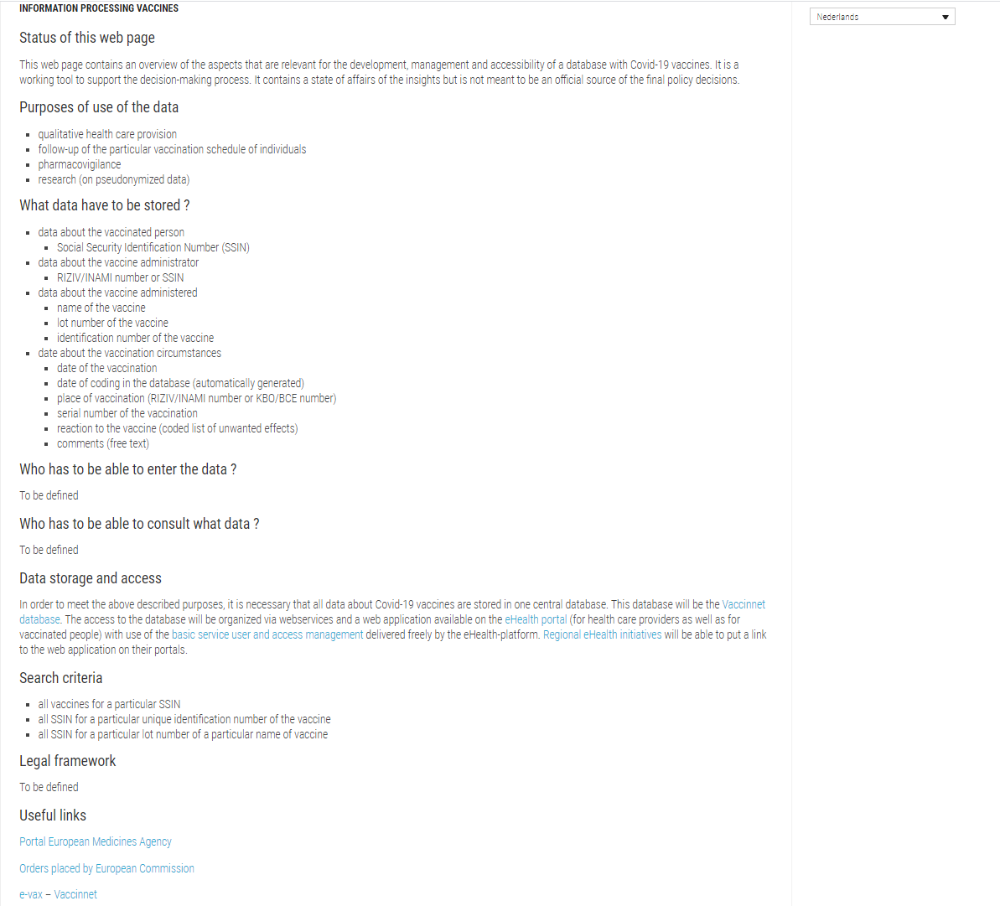 INFORMATION PROCESSING VACCINES
Nederlands
Status of this web page
This web page contains an overview of the aspects that are relevant for the development, management and accessibility of a database with Covid-19 vaccines. It is a
working tool to support the decision-making process. It contains a state of affairs of the insights but is not meant to be an official source of the final policy decisions.
Purposes of use of the data
qualitative health care provision
follow-up of the particular vaccination schedule of individuals
pharmacovigilance
research (on pseudonymized data)
What data have to be stored ?
data about the vaccinated person
Social Security Identification Number (SSIN)
data about the vaccine administrator
RIZIV/INAMI number or SSIN
data about the vaccine administered
name of the vaccine
lot number of the vaccine
identification number of the vaccine
date about the vaccination circumstances
date of the vaccination
date of coding in the database (automatically generated)
place of vaccination (RIZIV/INAMI number or KBO/BCE number)
serial number of the vaccination
reaction to the vaccine (coded list of unwanted effects)
comments (free text)
Who has to be able to enter the data ?
To be defined
Who has to be able to consult what data ?
To be defined
Data storage and access
In order to meet the above described purposes, it is necessary that all data about Covid-19 vaccines are stored in one central database. This database will be the Vaccinnet
database. The access to the database will be organized via webservices and a web application available on the eHealth portal (for health care providers as well as for
vaccinated people) with use of the basic service user and access management delivered freely by the eHealth-platform. Regional eHealth initiatives will be able to put a link
to the web application on their portals.
Search criteria
all vaccines for a particular SSIN
all SSIN for a particular unique identification number of the vaccine
all SSIN for a particular lot number of a particular name of vaccine
Legal framework
To be defined
Useful links
Portal European Medicines Agency
Orders placed by European Commission
e-vax – Vaccinnet